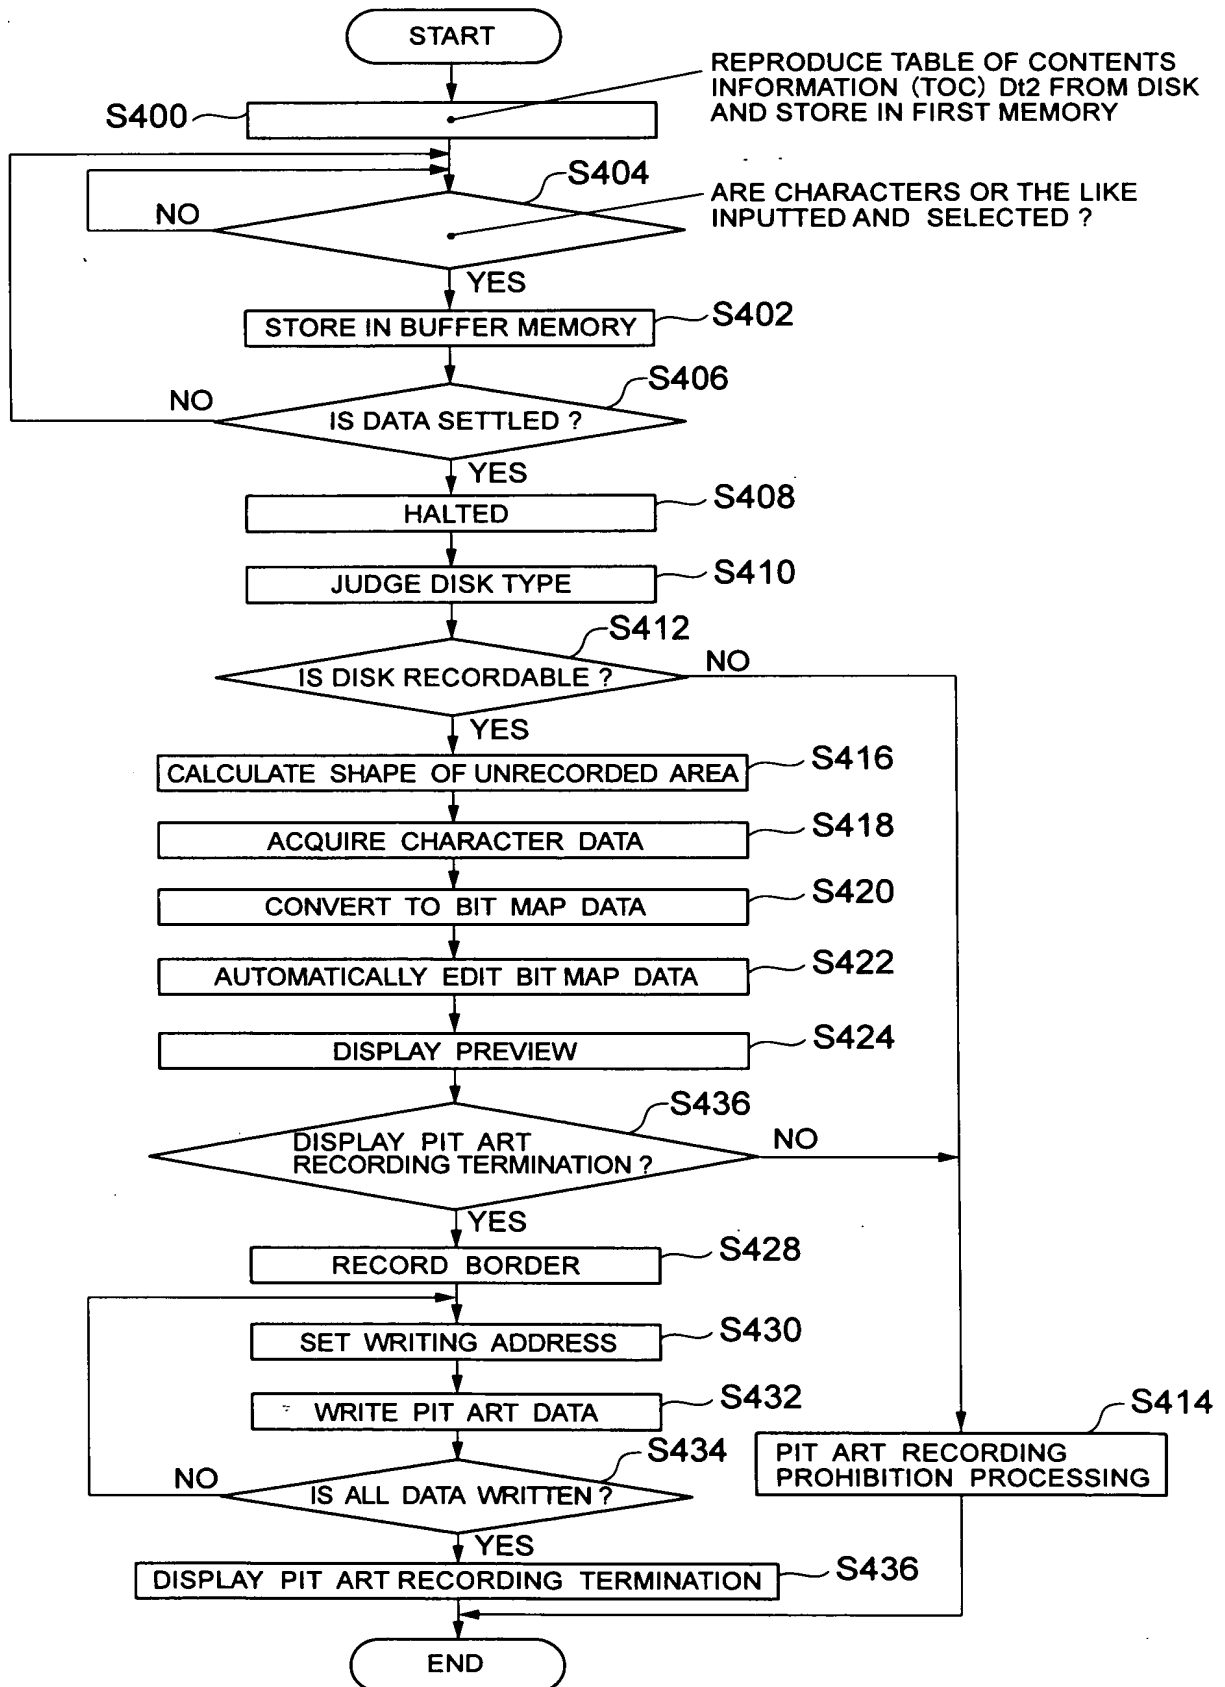 START
REPRODUCE TABLE OF CONTENTS
INFORMATION (TOC) Dt2 FROM DISK
AND STORE IN FIRST MEMORY
S400
S404
ARE CHARACTERS OR THE LIKE
INPUTTED AND SELECTED ?
NO
YES
STORE IN BUFFER MEMORY
S402
S406
NO
IS DATA SETTLED ?
YES
HALTED
S408
JUDGE DISK TYPE
S410
S412
IS DISK RECORDABLE ?
NO
YES
CALCULATE SHAPE OF UNRECORDED AREA
S416
ACQUIRE CHARACTER DATA
S418
CONVERT TO BIT MAP DATA
S420
AUTOMATICALLY EDIT BIT MAP DATA
S422
DISPLAY PREVIEW
S424
S436
DISPLAY PIT ART
RECORDING TERMINATION ?
NO
YES
RECORD BORDER
S428
SET WRITING ADDRESS
S430
WRITE PIT ART DATA
S432
S414
PIT ART RECORDING
PROHIBITION PROCESSING
S434
NO
IS ALL DATA WRITTEN ?
YES
DISPLAY PIT ART RECORDING TERMINATION
S436
END